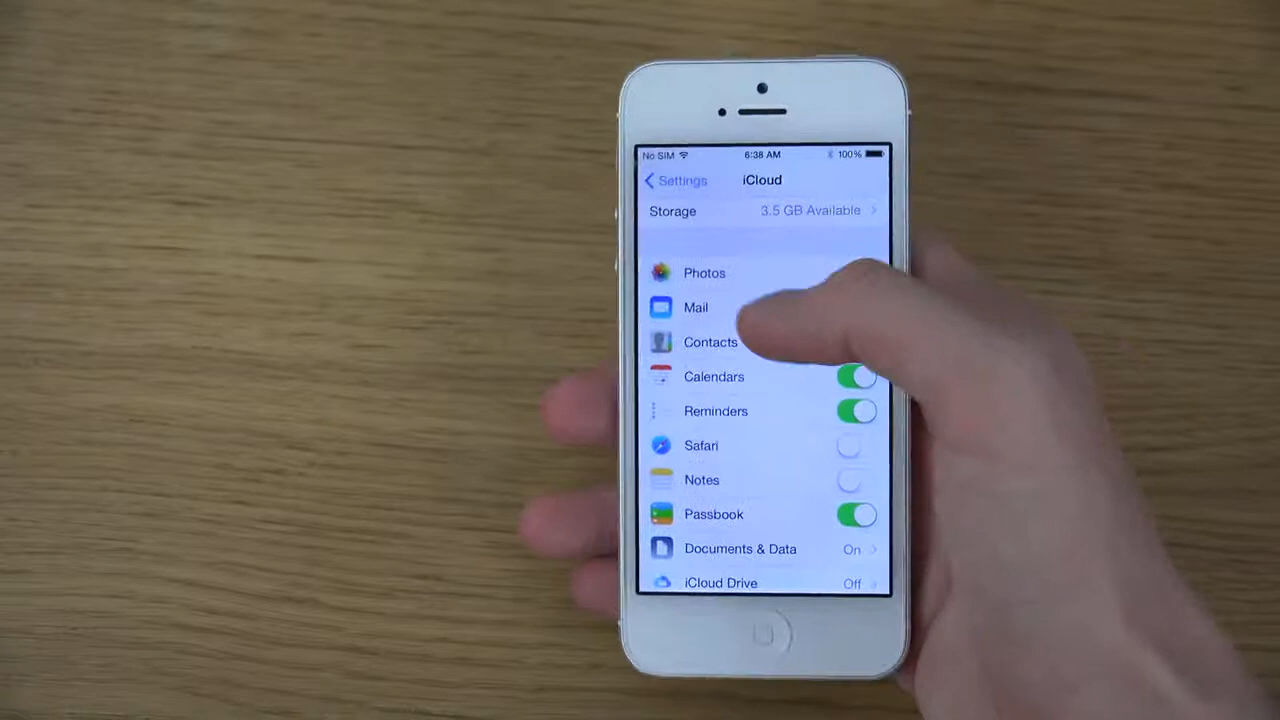 No SIM 6:38 AM 100%
Settings iCloud
Storage 3.5 GB Available
Photos
Mail
Contacts
Calendars
Reminders
Safari
Notes
Passbook
Documents & Data On
iCloud Drive Off